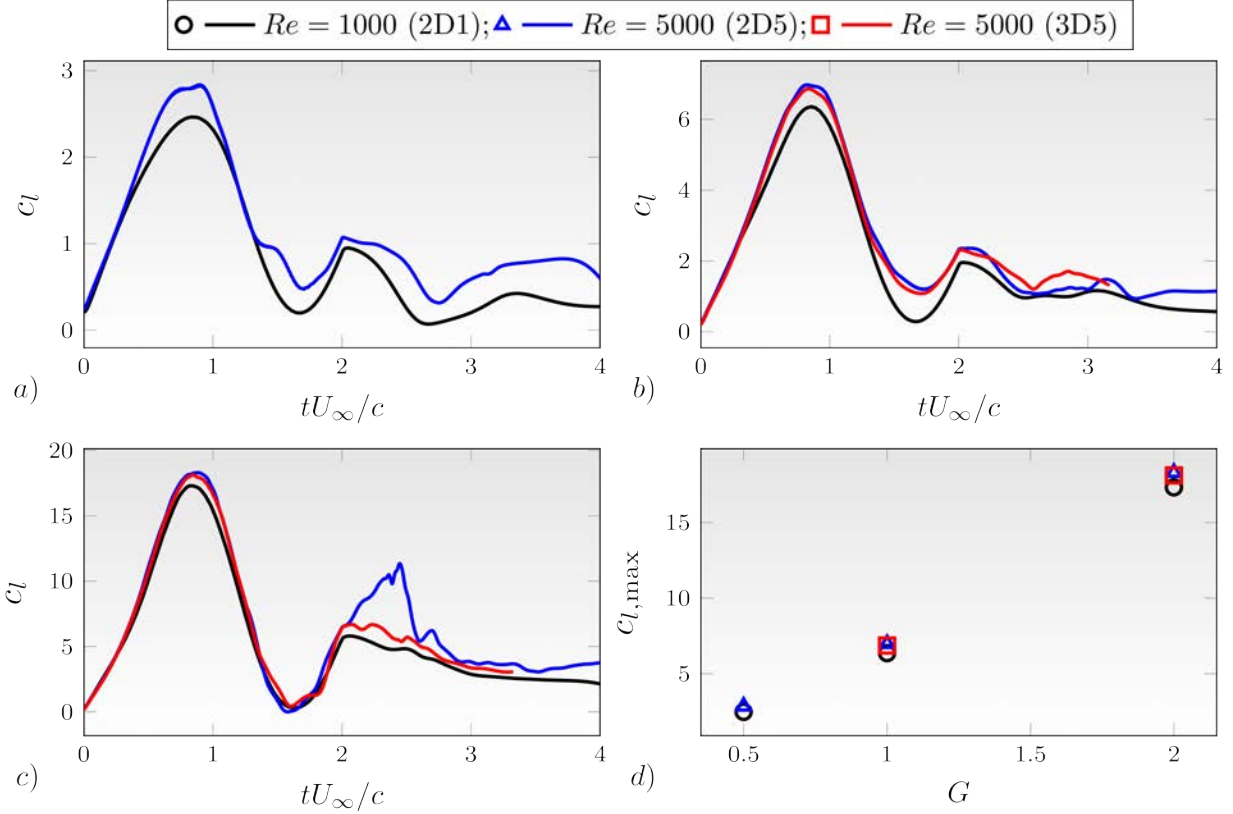 Re = 1000 (2D1); Re = 5000 (2D5); Re = 5000 (3D5)
3
2
1
0
c_l
0 1 2 3 4
a)
tU_∞/c
6
4
2
0
c_l
0 1 2 3 4
b)
tU_∞/c
20
15
10
5
0
c_l
0 1 2 3 4
c)
tU_∞/c
15
10
5
c_{l,max}
0.5 1 1.5 2
d)
G